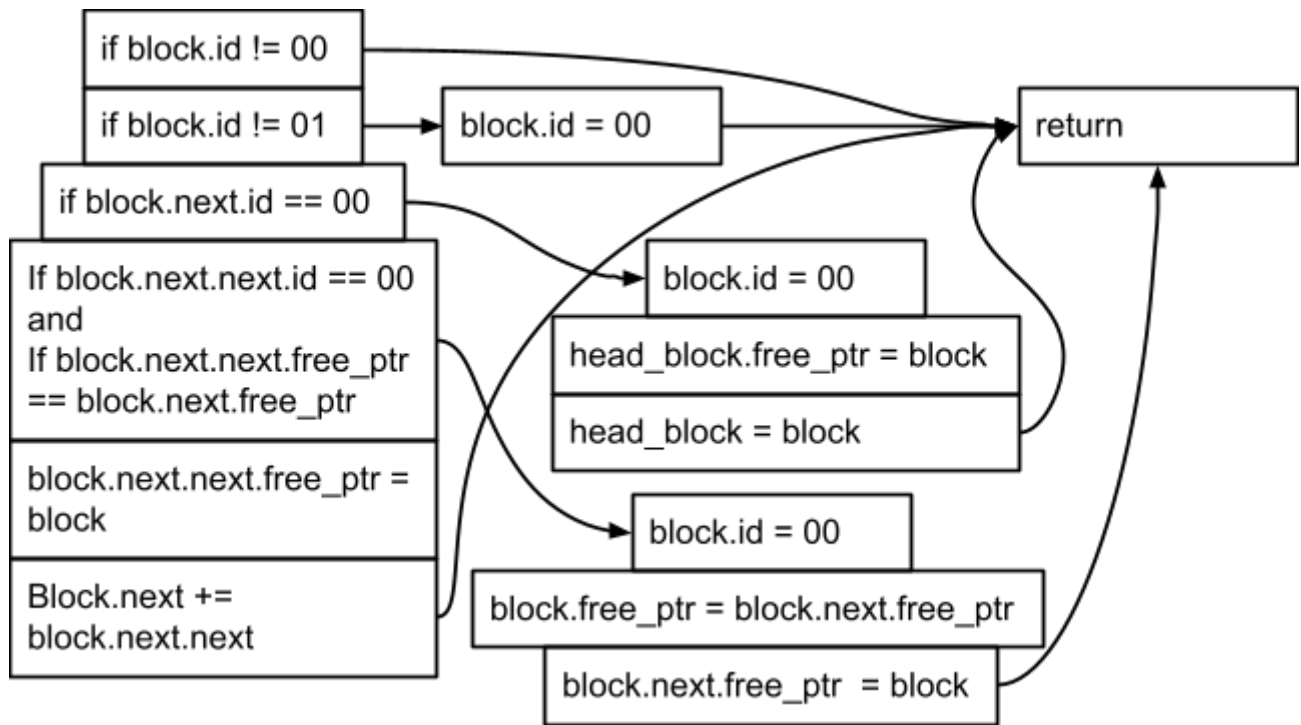 if block.id != 00
if block.id != 01
block.id = 00
return
if block.next.id == 00
If block.next.next.id == 00
and
If block.next.next.free_ptr
== block.next.free_ptr
block.next.next.free_ptr =
block
Block.next +=
block.next.next
block.id = 00
head_block.free_ptr = block
head_block = block
block.id = 00
block.free_ptr = block.next.free_ptr
block.next.free_ptr  = block